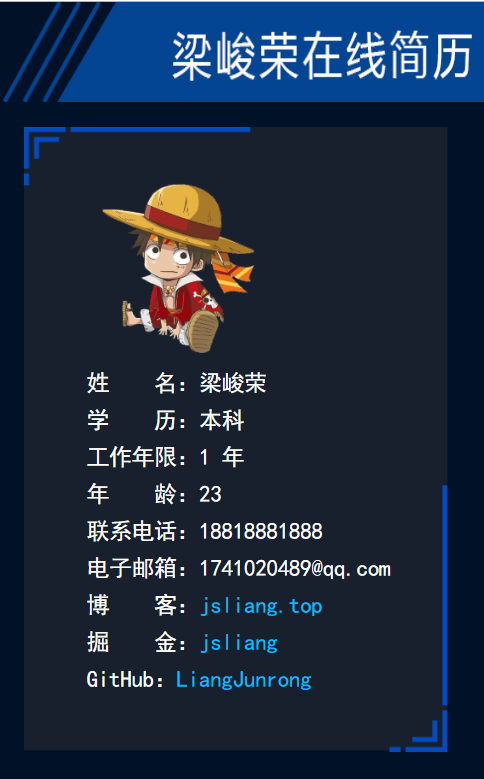 梁峻荣在线简历
姓　　名：梁峻荣
学　　历：本科
工作年限：1 年
年　　龄：23
联系电话：18818881888
电子邮箱：1741020489@qq.com
博　　客：jsliang.top
掘　　金：jsliang
GitHub：LiangJunrong